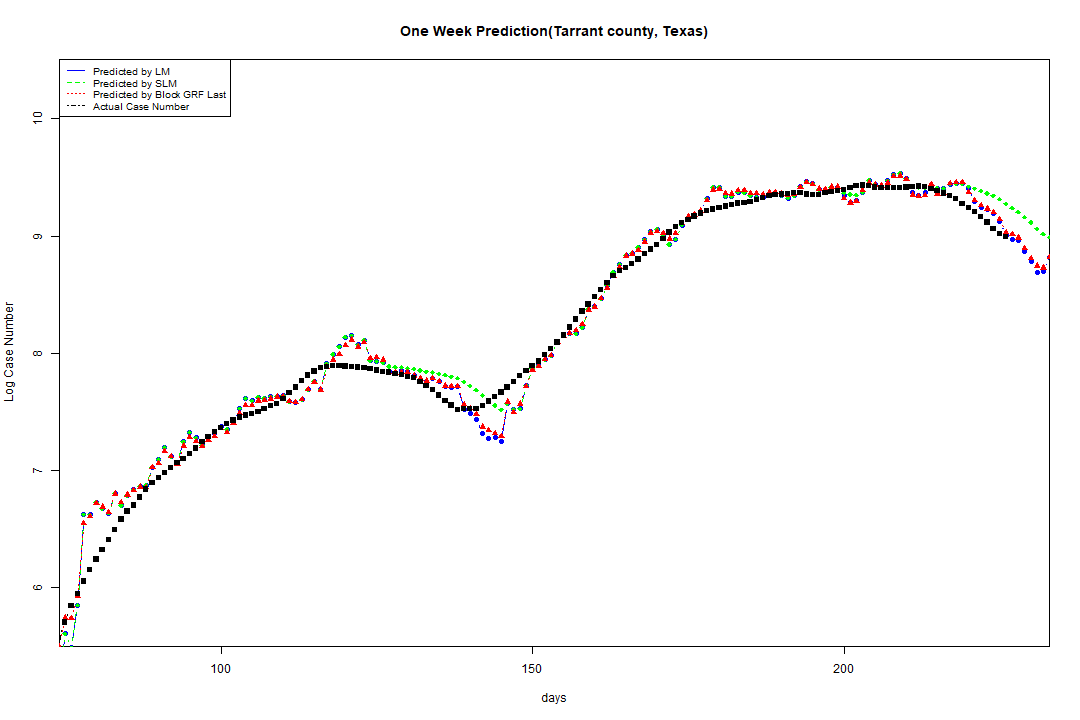 One Week Prediction(Tarrant county, Texas)
Predicted by LM
Predicted by SLM
Predicted by Block GRF Last
Actual Case Number
10
9
8
7
6
Log Case Number
100 150 200
days